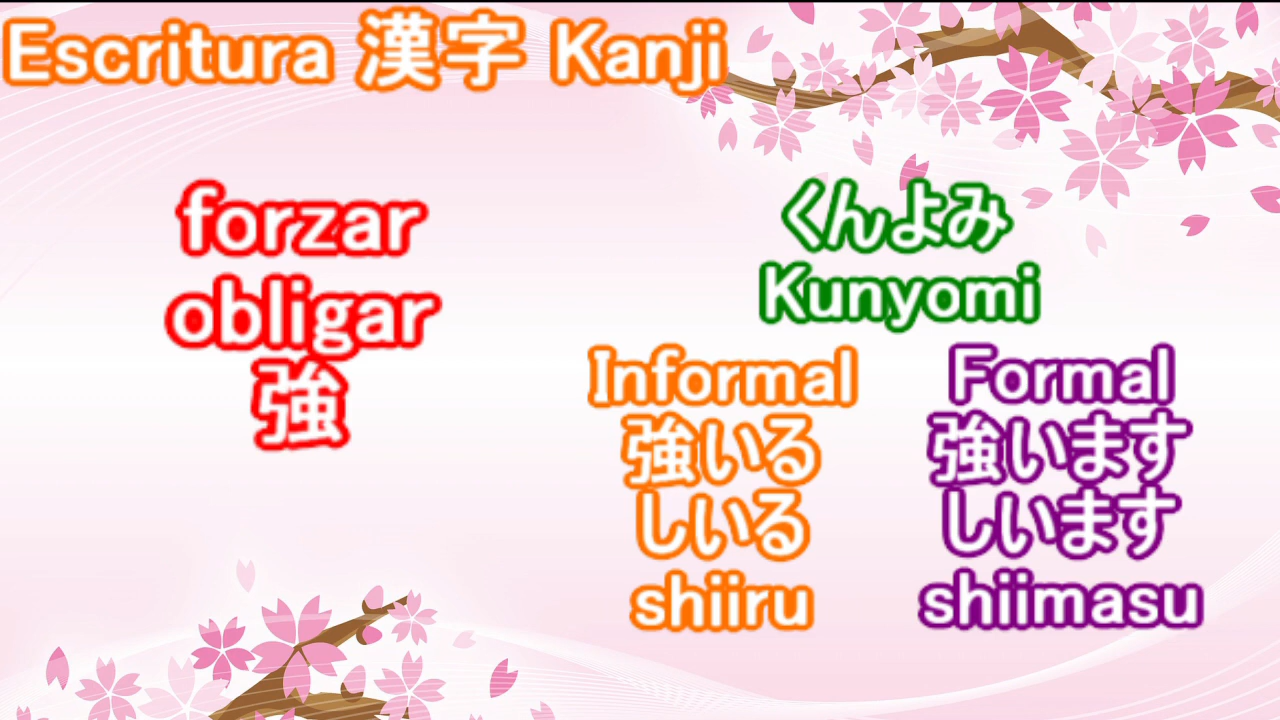 Escritura 漢字 Kanji
forzar
obligar
強
くんよみ
Kunyomi
Informal
強いる
しいる
shiiru
Formal
強います
しいます
shiimasu